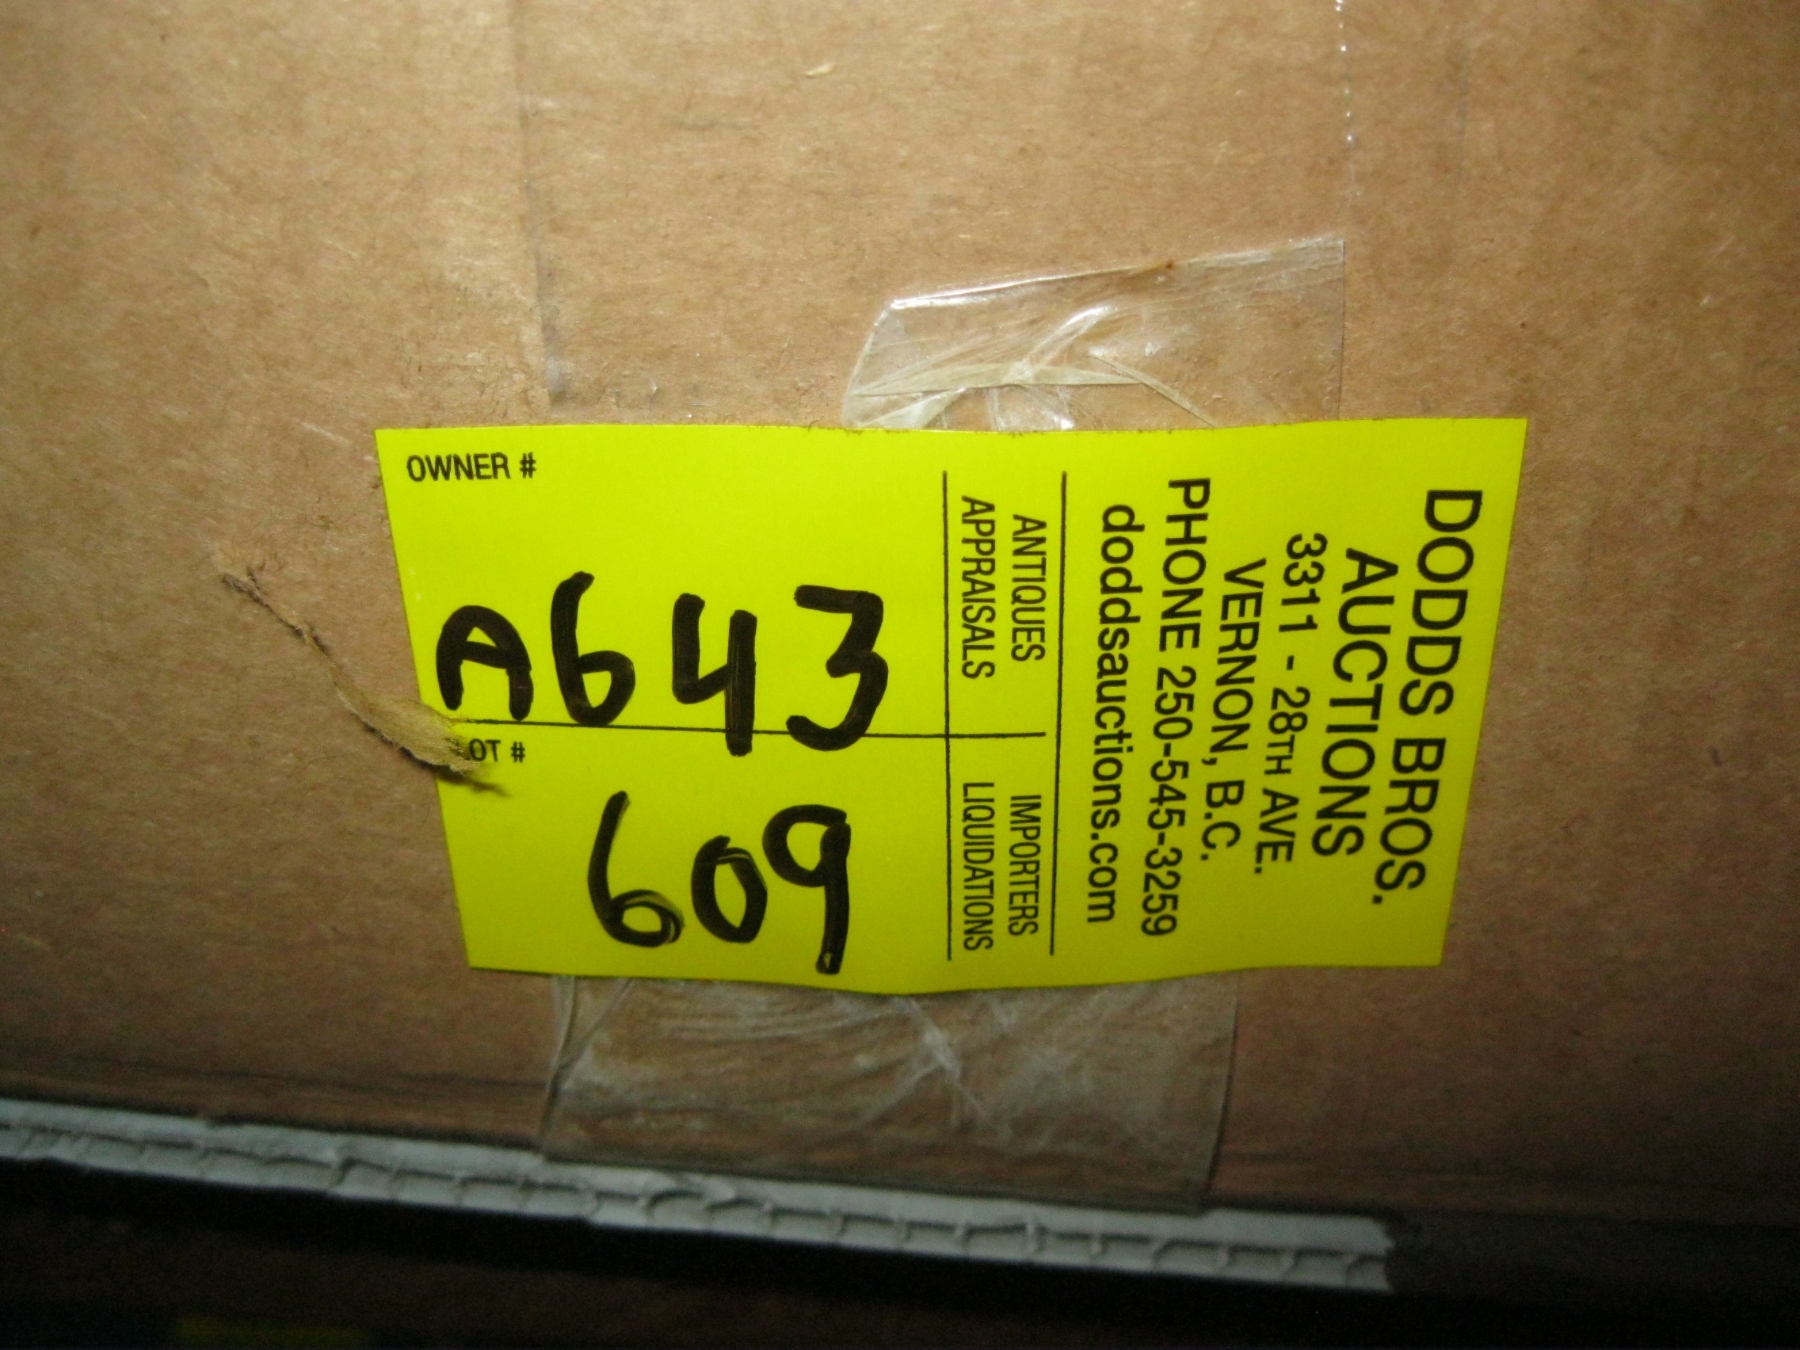 DODDS BROS.
AUCTIONS
3311 - 28TH AVE.
VERNON, B.C.
PHONE 250-545-3259
doddsauctions.com
ANTIQUES
APPRAISALS
IMPORTERS
LIQUIDATIONS
OWNER #
A643
LOT #
609